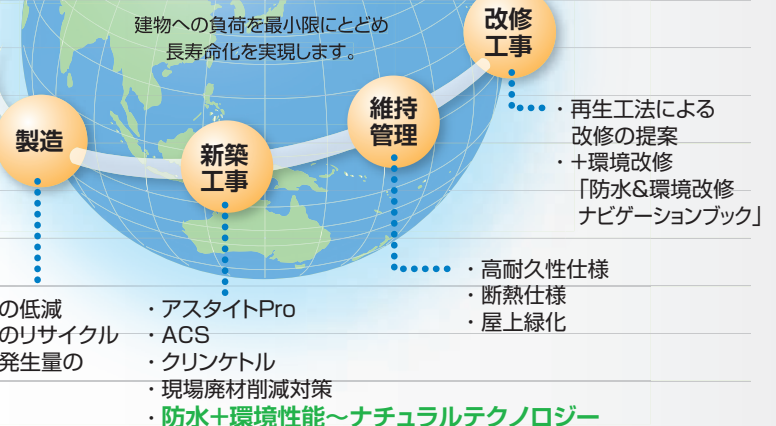 建物への負荷を最小限にとどめ
長寿命化を実現します。
改修
工事
・再生工法による
改修の提案
・+環境改修
「防水&環境改修
ナビゲーションブック」
維持
管理
・高耐久性仕様
・断熱仕様
・屋上緑化
新築
工事
・アスタイトPro
・ACS
・クリンケトル
・現場廃材削減対策
・防水+環境性能～ナチュラルテクノロジー
製造
の低減
のリサイクル
発生量の